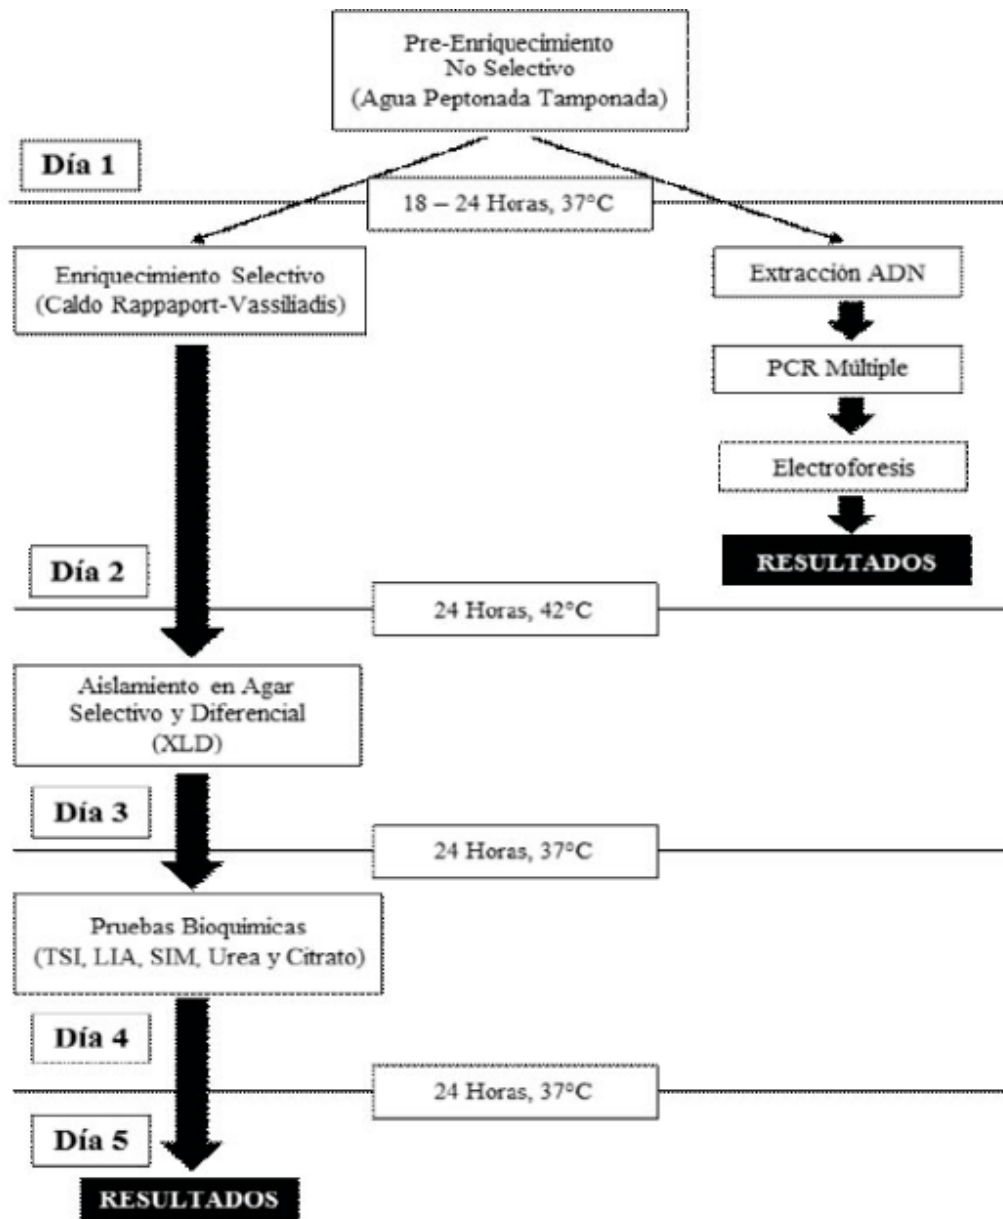 Pre-Enriquecimiento
No Selectivo
(Agua Peptonada Tamponada)
Día 1
18 – 24 Horas, 37°C
Enriquecimiento Selectivo
(Caldo Rappaport-Vassiliadis)
Extracción ADN
PCR Múltiple
Electroforesis
RESULTADOS
Día 2
24 Horas, 42°C
Aislamiento en Agar
Selectivo y Diferencial
(XLD)
Día 3
24 Horas, 37°C
Pruebas Bioquimicas
(TSI, LIA, SIM, Urea y Citrato)
Día 4
24 Horas, 37°C
Día 5
RESULTADOS